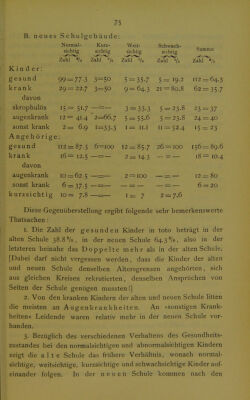 75
B. neues Schulgebäude:
Normal- Kurz- Weit- Schwach- Summe
sichtig sichtig sichtig sichtig
Zahl % Zahl % Zahl % Zahl % Zahl %
Kinder:
gesund 99=77.3 3=50 5=35.7 5=19.2 112=64.3
krank 29=22.7 3=50 9=64.3 21=80.8 62=35.7
davon
skrophulös 15=51.7 —=— 3=33.3 5=23.8 23=37
augenkrank 12=41.4 2=66.7 5=55.6 5=23.8 24=40
sonst krank 2=6.9 1=33.3 1=11.1 11=52.4 15=23
Angehörige:
gesund 112=87.5 6=100 12=85.7 26=100 156=89.6
krank 16=12.5 —=— 2=14.3 —=— 18=10.4
davon
augenkrank 10=62.5 —=— 2=100 —=— 12=80
sonst krank 6=37.5 —=— —=— —=— 6=20
kurzsichtig 10=7.8 —=— 1=7 2=7.6
Diese Gegenüberstellung ergibt folgende sehr bemerkenswerte
Thatsachen:
1. Die Zahl der gesunden Kinder in toto beträgt in der
alten Schule 38.8%, in der neuen Schule 64.3%, also in der
letzteren beinahe das Doppelte mehr als in der alten Schule;
[Dabei darf nicht vergessen werden, dass die Kinder der alten
und neuen Schule denselben Altersgrenzen angehörten, sich
aus gleichen Kreisen rekrutierten, denselben Ansprüchen von
Seiten der Schule genügen mussten!]
2. Von den kranken Kindern der alten und neuen Schule litten
die meisten an Augenkrankheiten. An »sonstigen Krank-
heiten« Leidende waren relativ mehr in der neuen Schule vor-
handen.
3. Bezüglich des verschiedenen Verhaltens des Gesundheits-
zustandes bei den normalsichtigen und abnormalsichtigen Kindern
zeigt die alte Schule das frühere Verhältnis, wonach normal-
sichtige, weitsichtige, kurzsichtige und schwachsichtige Kinder auf-
einander folgen. In der neuen Schule kommen nach den